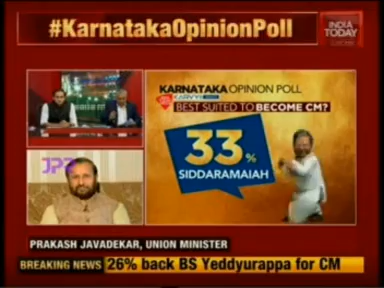 #KarnatakaOpinionPoll
INDIA
TODAY
KARNATAKA OPINION POLL
KARVY
BEST SUITED TO BECOME CM?
33%
SIDDARAMAIAH
PRAKASH JAVADEKAR, UNION MINISTER
BREAKING NEWS 26% back BS Yeddyurappa for CM